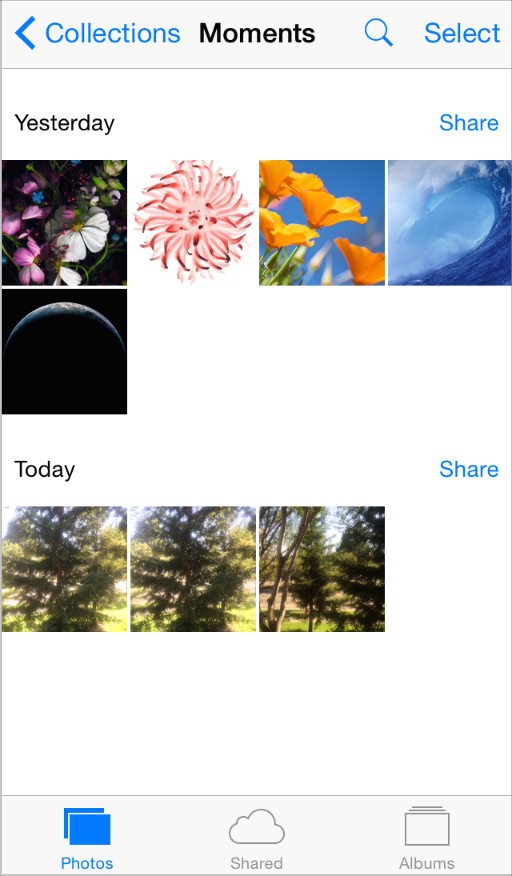 Collections Moments Select
Yesterday Share
Today Share
Photos Shared Albums